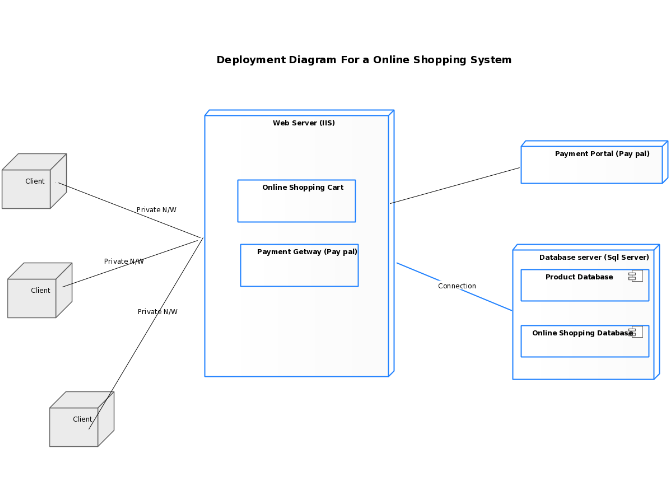 Deployment Diagram For a Online Shopping System
Web Server (IIS)
Online Shopping Cart
Payment Getway (Pay pal)
Client
Client
Client
Private N/W
Private N/W
Private N/W
Payment Portal (Pay pal)
Connection
Database server (Sql Server)
Product Database
Online Shopping Database